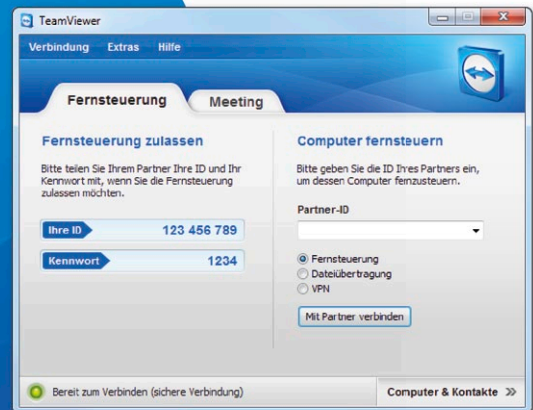 TeamViewer
Verbindung Extras Hilfe
Fernsteuerung Meeting
Fernsteuerung zulassen
Bitte teilen Sie Ihrem Partner Ihre ID und Ihr
Kennwort mit, wenn Sie die Fernsteuerung
zulassen möchten.
Ihre ID 123 456 789
Kennwort 1234
Computer fernsteuern
Bitte geben Sie die ID Ihres Partners ein,
um dessen Computer fernzusteuern.
Partner-ID
Fernsteuerung
Dateiübertragung
VPN
Mit Partner verbinden
Bereit zum Verbinden (sichere Verbindung)
Computer & Kontakte >>